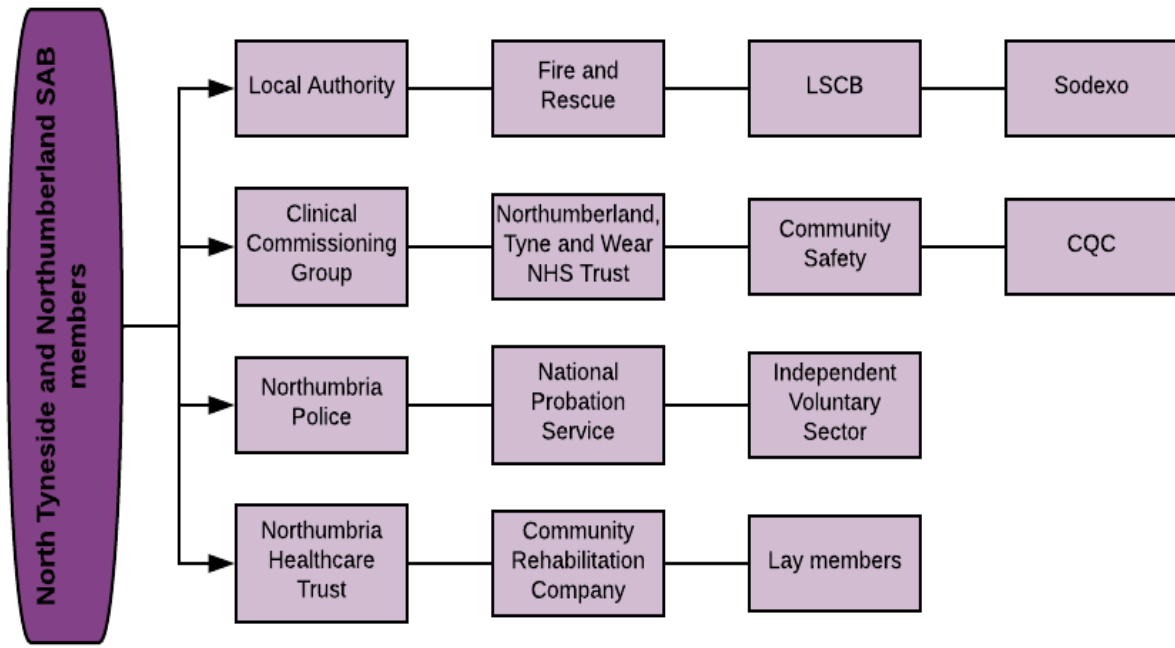 North Tyneside and Northumberland SAB
members
Local Authority
Fire and
Rescue
LSCB
Sodexo
Clinical
Commissioning
Group
Northumberland,
Tyne and Wear
NHS Trust
Community
Safety
CQC
Northumbria
Police
National
Probation
Service
Independent
Voluntary
Sector
Northumbria
Healthcare
Trust
Community
Rehabilitation
Company
Lay members